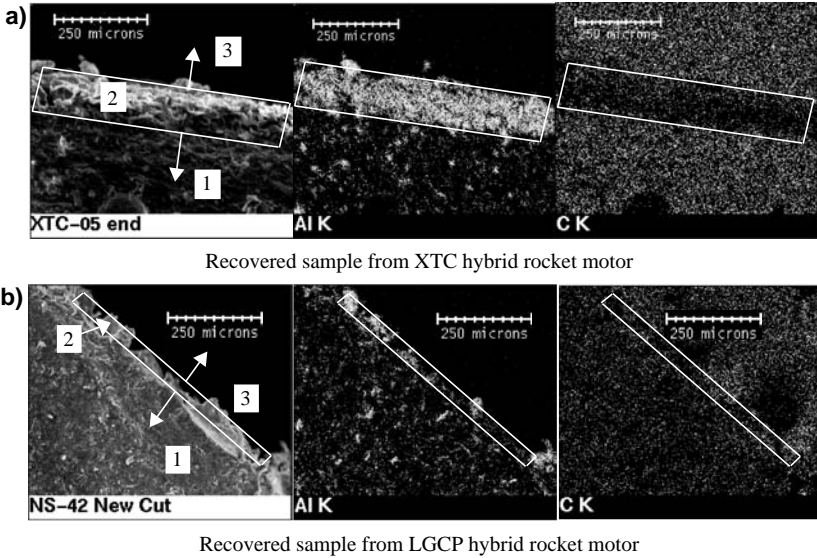 a)
250 microns
3
2
1
XTC-05 end
250 microns
Al K
250 microns
C K
Recovered sample from XTC hybrid rocket motor
b)
250 microns
2
3
1
NS-42 New Cut
250 microns
Al K
250 microns
C K
Recovered sample from LGCP hybrid rocket motor